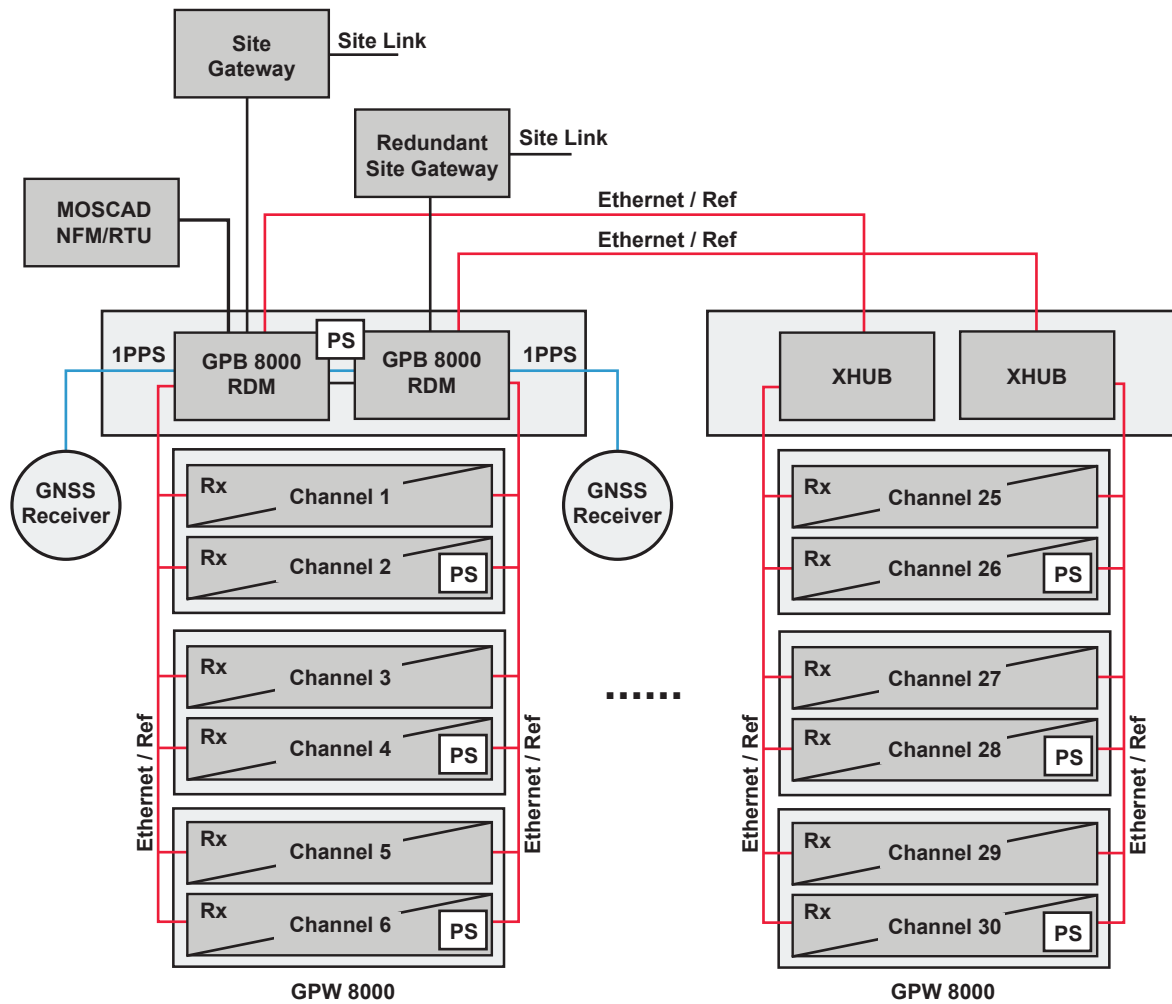 Site
Gateway
Site Link
Redundant
Site Gateway
Site Link
MOSCAD
NFM/RTU
Ethernet / Ref
Ethernet / Ref
1PPS
GPB 8000
RDM
PS
GPB 8000
RDM
1PPS
XHUB
XHUB
GNSS
Receiver
GNSS
Receiver
Rx
Channel 1
Rx
Channel 2
PS
Rx
Channel 3
Rx
Channel 4
PS
Rx
Channel 5
Rx
Channel 6
PS
Ethernet / Ref
Ethernet / Ref
GPW 8000
......
Rx
Channel 25
Rx
Channel 26
PS
Rx
Channel 27
Rx
Channel 28
PS
Rx
Channel 29
Rx
Channel 30
PS
Ethernet / Ref
Ethernet / Ref
GPW 8000